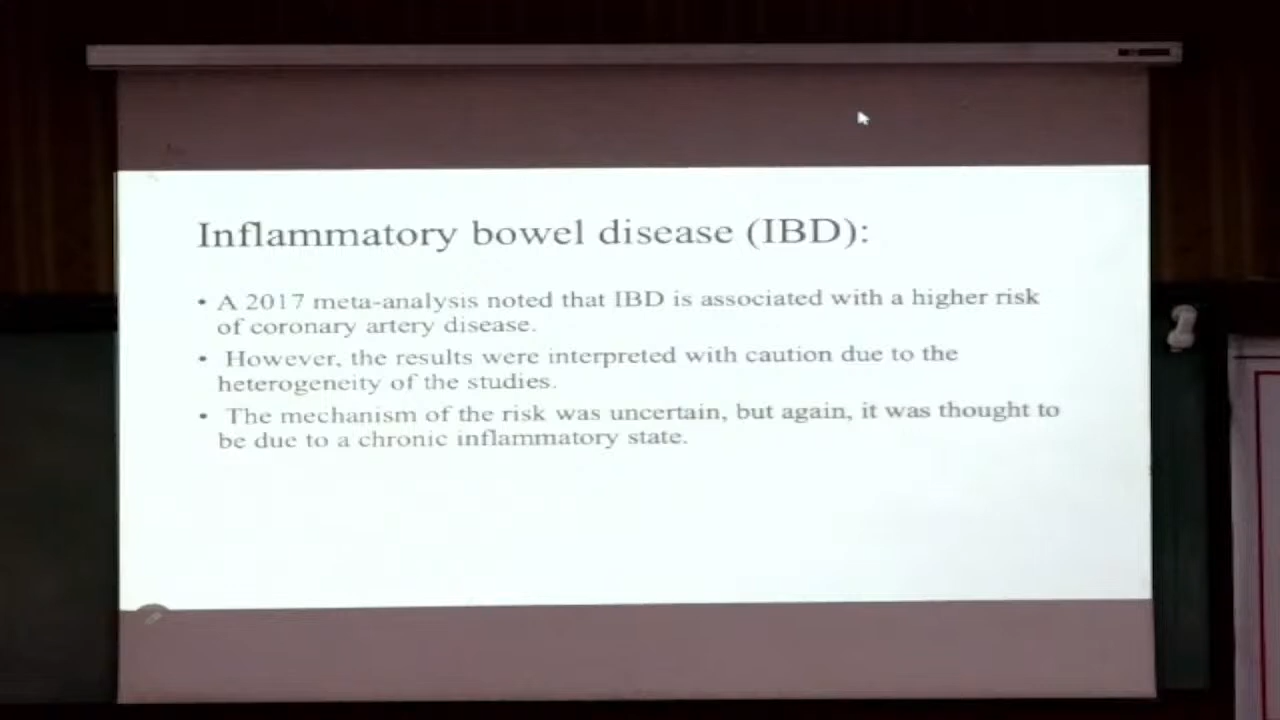 Inflammatory bowel disease (IBD):
• A 2017 meta-analysis noted that IBD is associated with a higher risk
of coronary artery disease.
• However, the results were interpreted with caution due to the
heterogeneity of the studies.
• The mechanism of the risk was uncertain, but again, it was thought to
be due to a chronic inflammatory state.